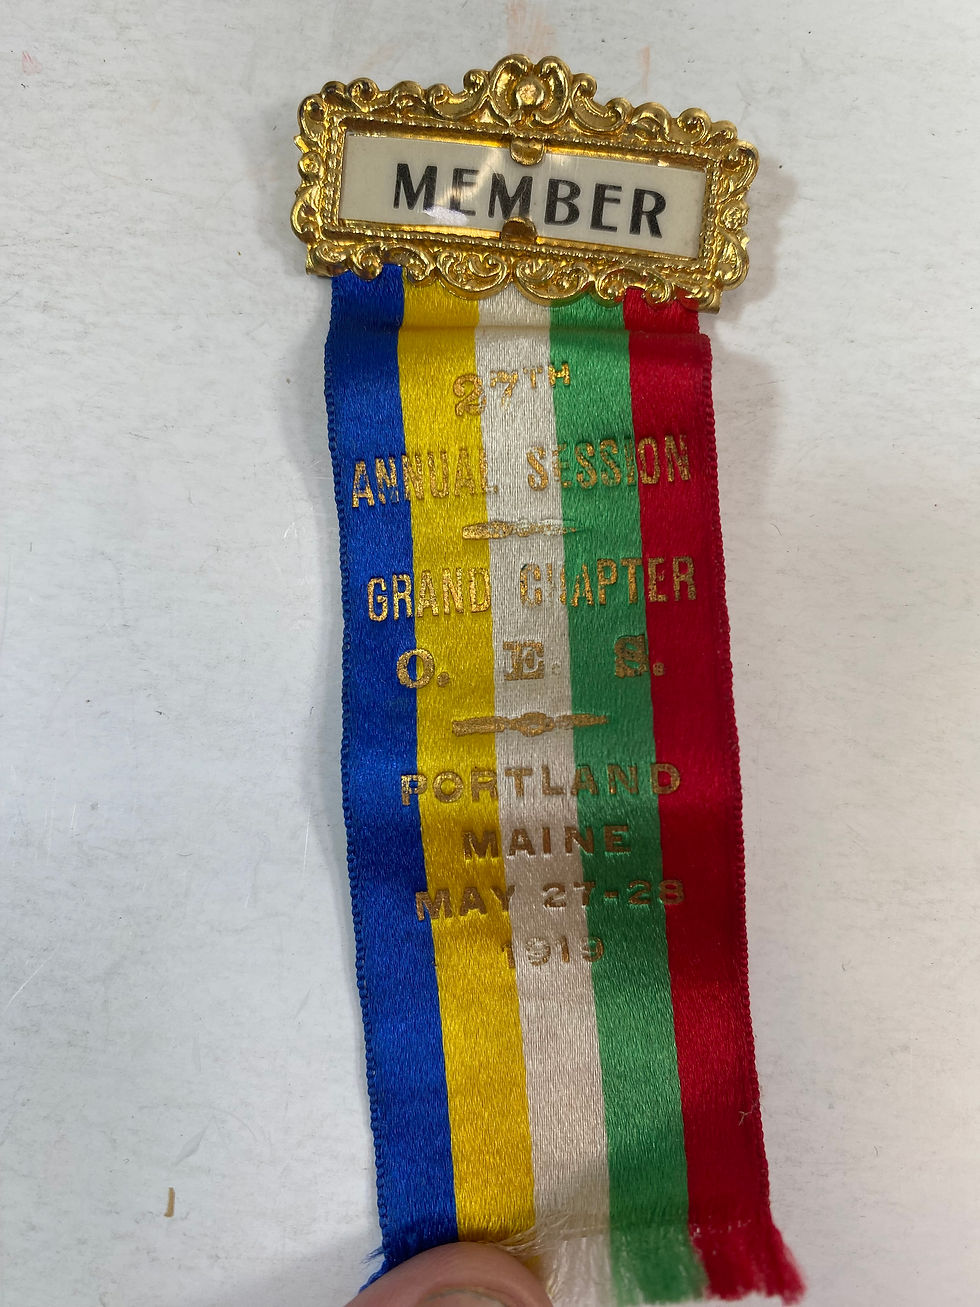 MEMBER
27TH
ANNUAL SESSION
GRAND CHAPTER
O. E. S.
PORTLAND
MAINE
MAY 27-28
1919